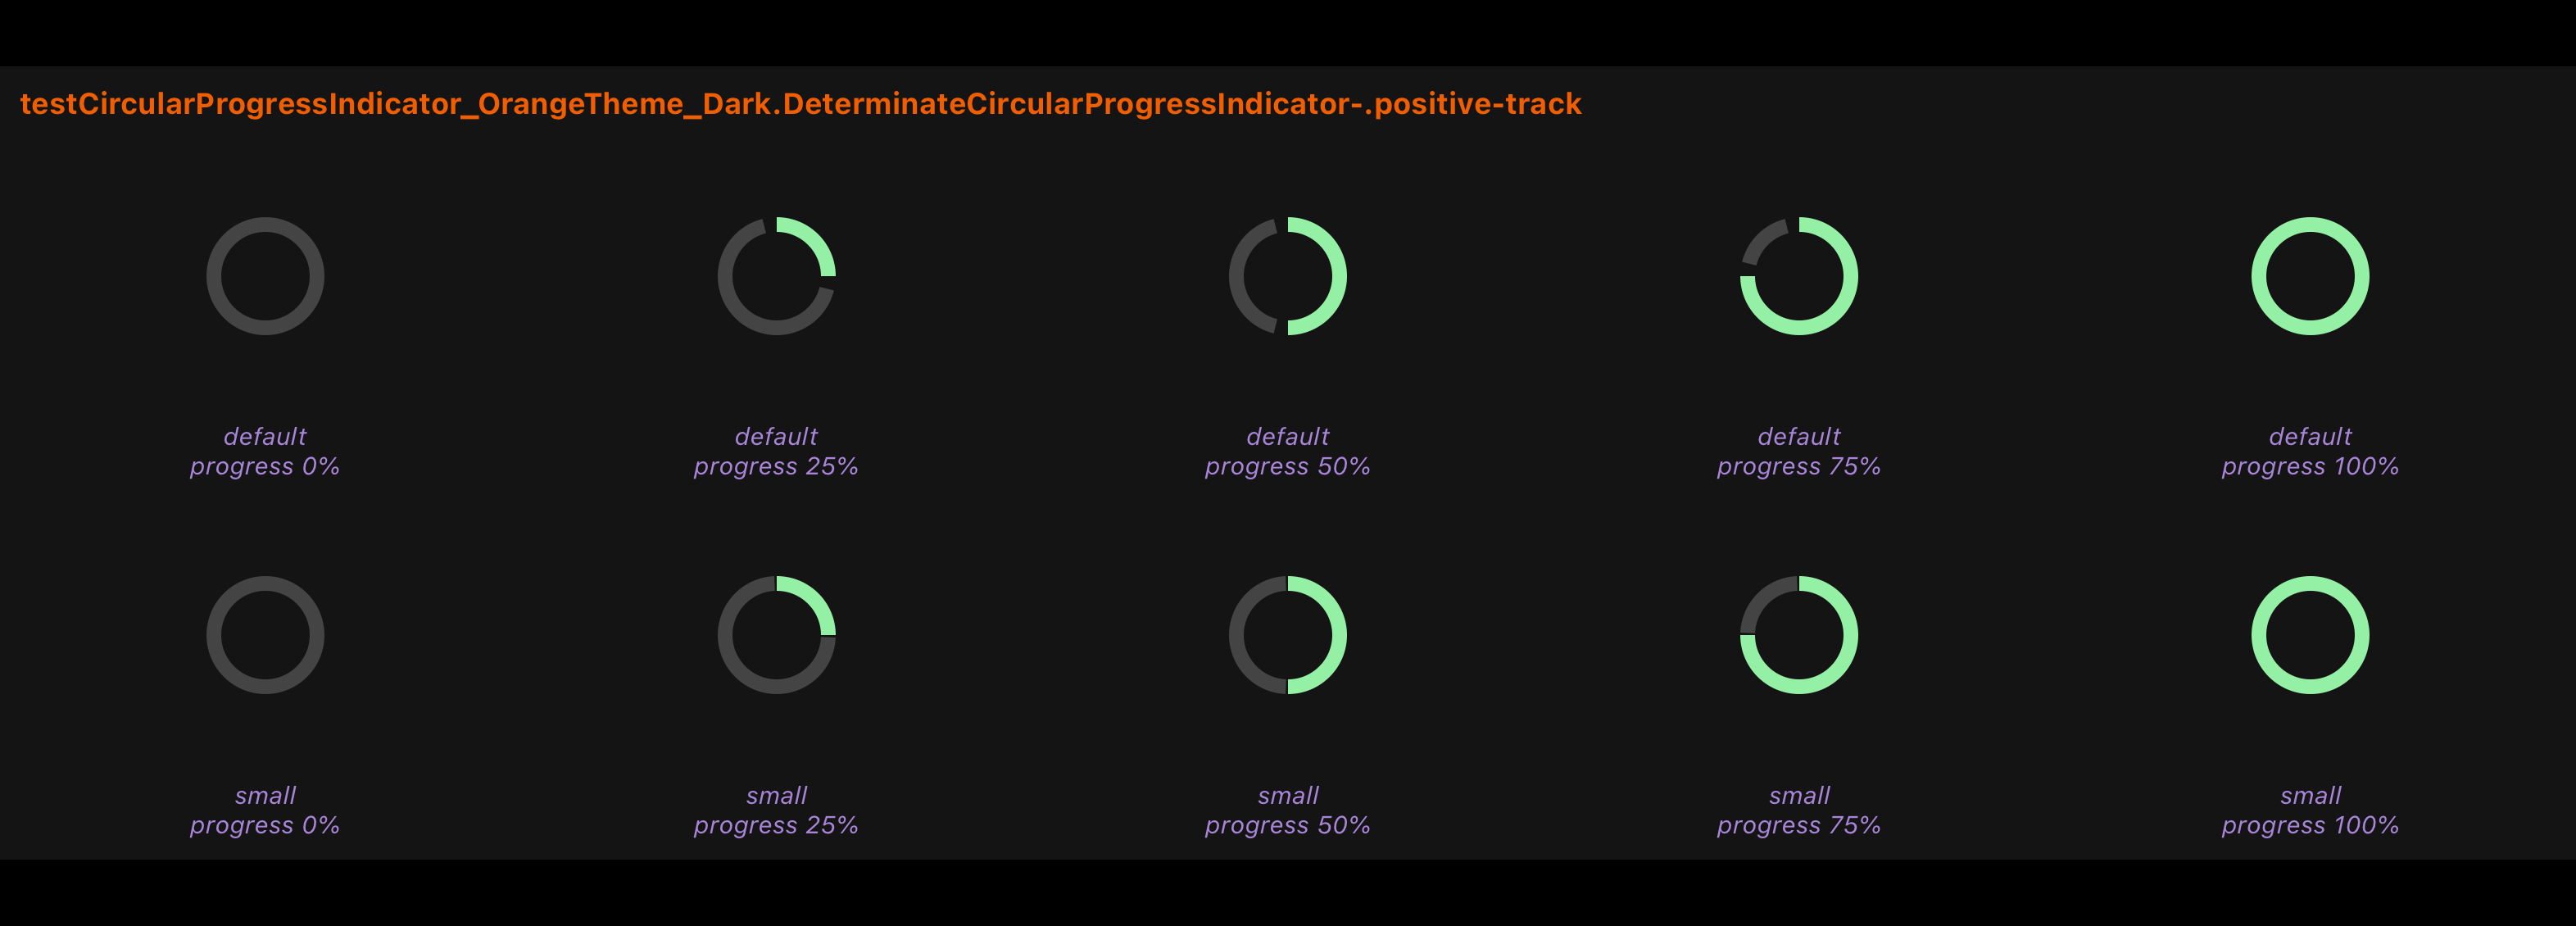 testCircularProgressIndicator_OrangeTheme_Dark.DeterminateCircularProgressIndicator-.positive-track
default
progress 0%
default
progress 25%
default
progress 50%
default
progress 75%
default
progress 100%
small
progress 0%
small
progress 25%
small
progress 50%
small
progress 75%
small
progress 100%